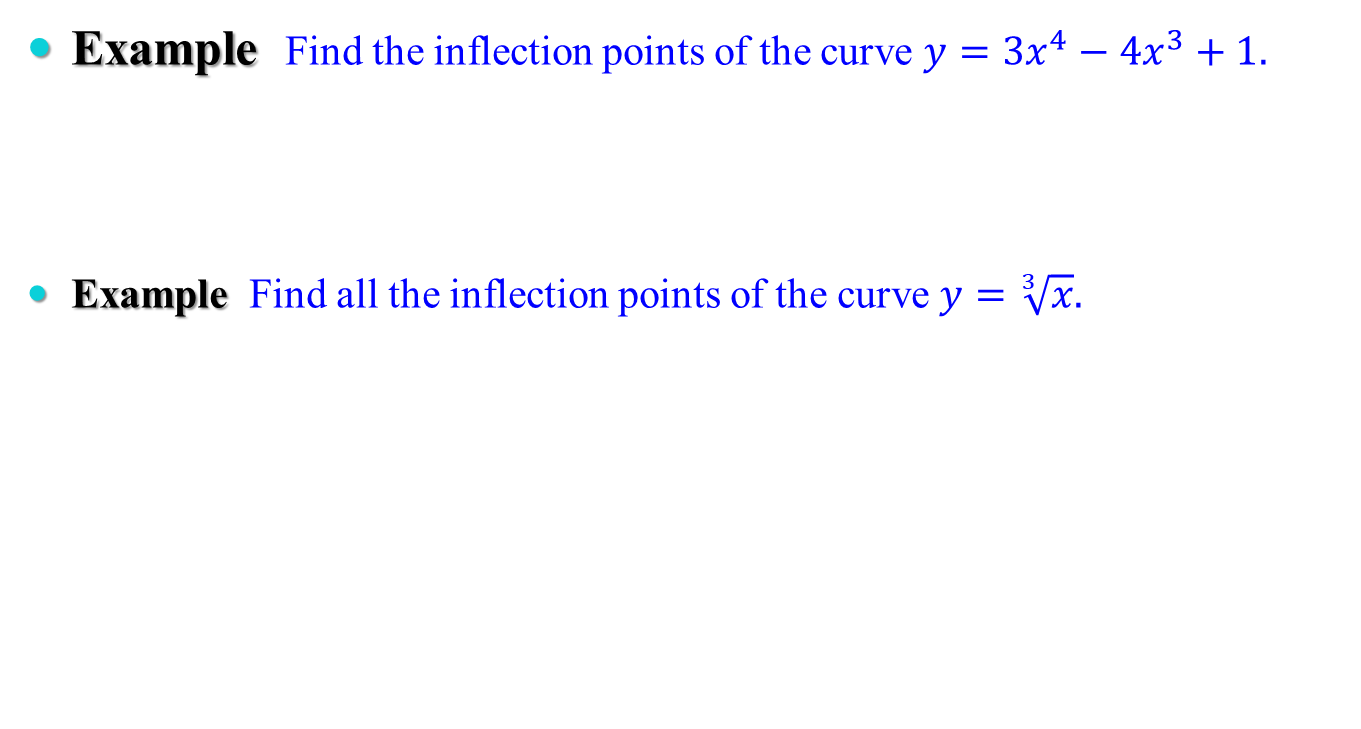 • Example Find the inflection points of the curve 𝑦 = 3𝑥⁴ − 4𝑥³ + 1.
• Example Find all the inflection points of the curve 𝑦 = ∛𝑥.